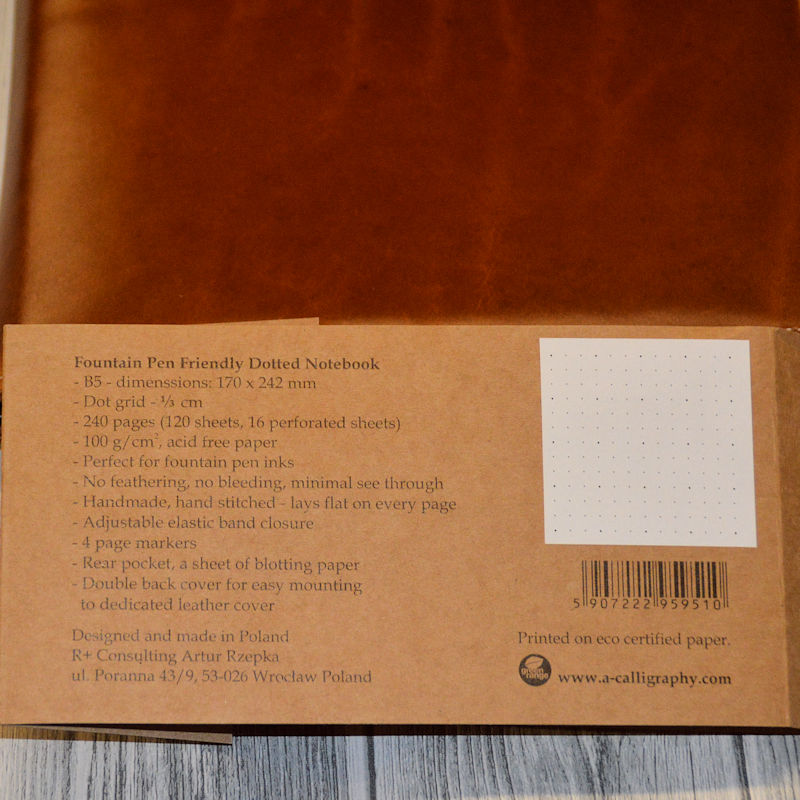 Fountain Pen Friendly Dotted Notebook
- B5 - dimenssions: 170 x 242 mm
- Dot grid - ⅓ cm
- 240 pages (120 sheets, 16 perforated sheets)
- 100 g/cm², acid free paper
- Perfect for fountain pen inks
- No feathering, no bleeding, minimal see through
- Handmade, hand stitched - lays flat on every page
- Adjustable elastic band closure
- 4 page markers
- Rear pocket, a sheet of blotting paper
- Double back cover for easy mounting
to dedicated leather cover
Designed and made in Poland
R+ Consulting Artur Rzepka
ul. Poranna 43/9, 53-026 Wrocław Poland
5 907222 959510
Printed on eco certified paper.
green range
www.a-calligraphy.com